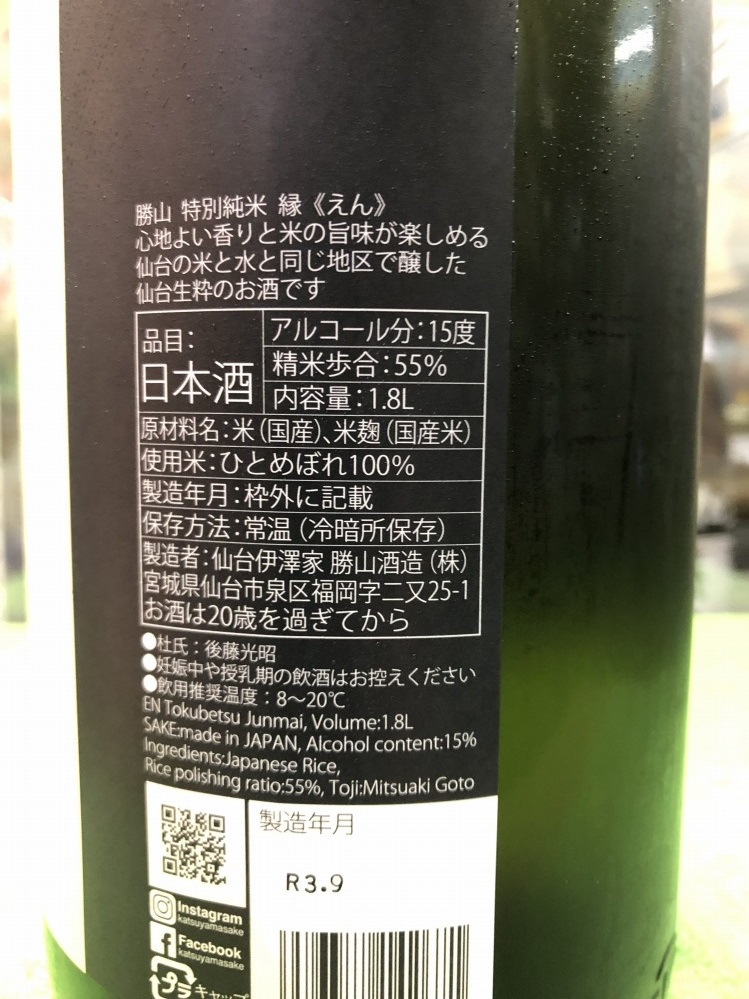 勝山 特別純米 縁《えん》
心地よい香りと米の旨味が楽しめる
仙台の米と水と同じ地区で醸した
仙台生粋のお酒です
品目：
日本酒
アルコール分：15度
精米歩合：55%
内容量：1.8L
原材料名：米（国産）、米麹（国産米）
使用米：ひとめぼれ100%
製造年月：枠外に記載
保存方法：常温（冷暗所保存）
製造者：仙台伊澤家 勝山酒造（株）
宮城県仙台市泉区福岡字二又25-1
お酒は20歳を過ぎてから
●杜氏：後藤光昭
●妊娠中や授乳期の飲酒はお控えください
●飲用推奨温度：8〜20℃
EN Tokubetsu Junmai, Volume:1.8L
SAKE:made in JAPAN, Alcohol content:15%
Ingredients:Japanese Rice,
Rice polishing ratio:55%, Toji:Mitsuaki Goto
製造年月
R3.9
Instagram
katsuyamasake
Facebook
katsuyamasake
プラ キャップ